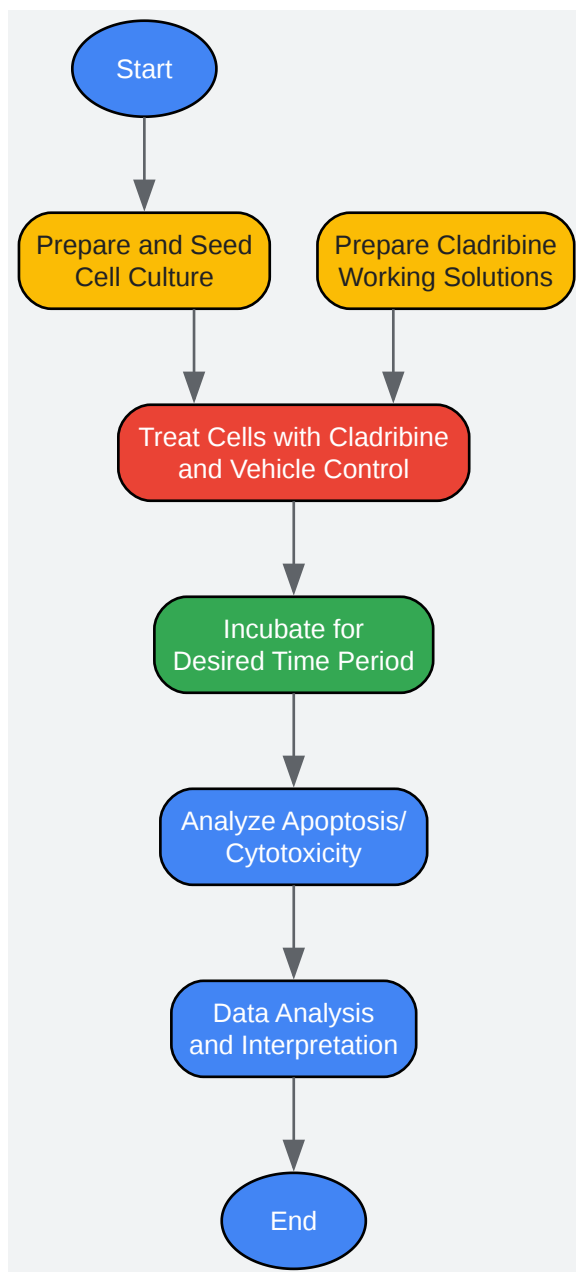 Start
Prepare and Seed
Cell Culture
Prepare Cladribine
Working Solutions
Treat Cells with Cladribine
and Vehicle Control
Incubate for
Desired Time Period
Analyze Apoptosis/
Cytotoxicity
Data Analysis
and Interpretation
End